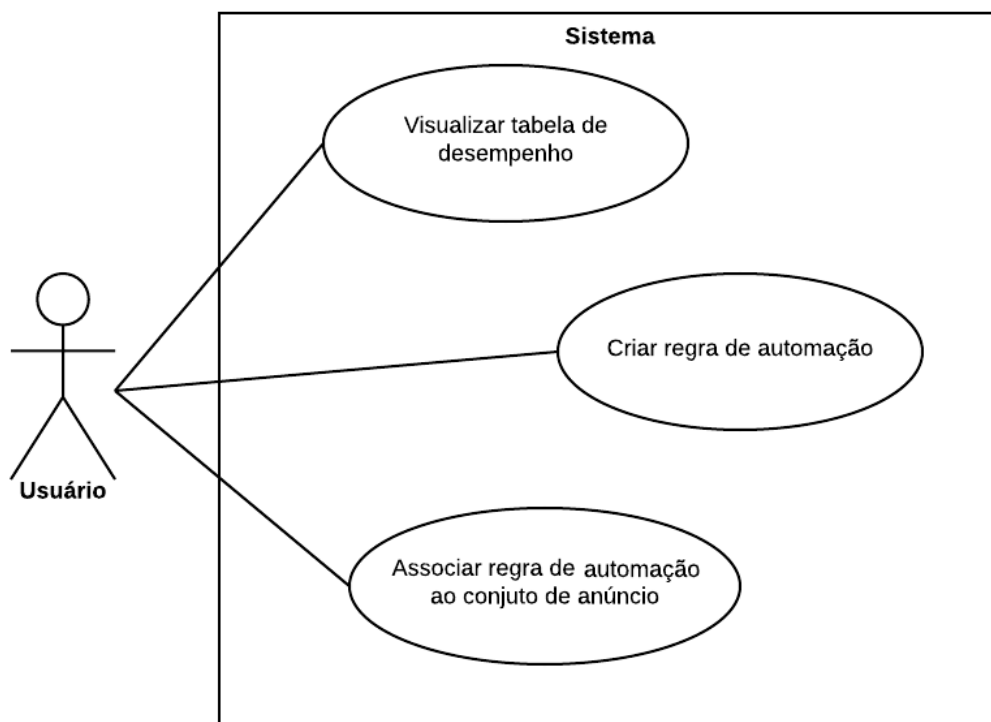 Sistema
Visualizar tabela de
desempenho
Criar regra de automação
Usuário
Associar regra de automação
ao conjuto de anúncio